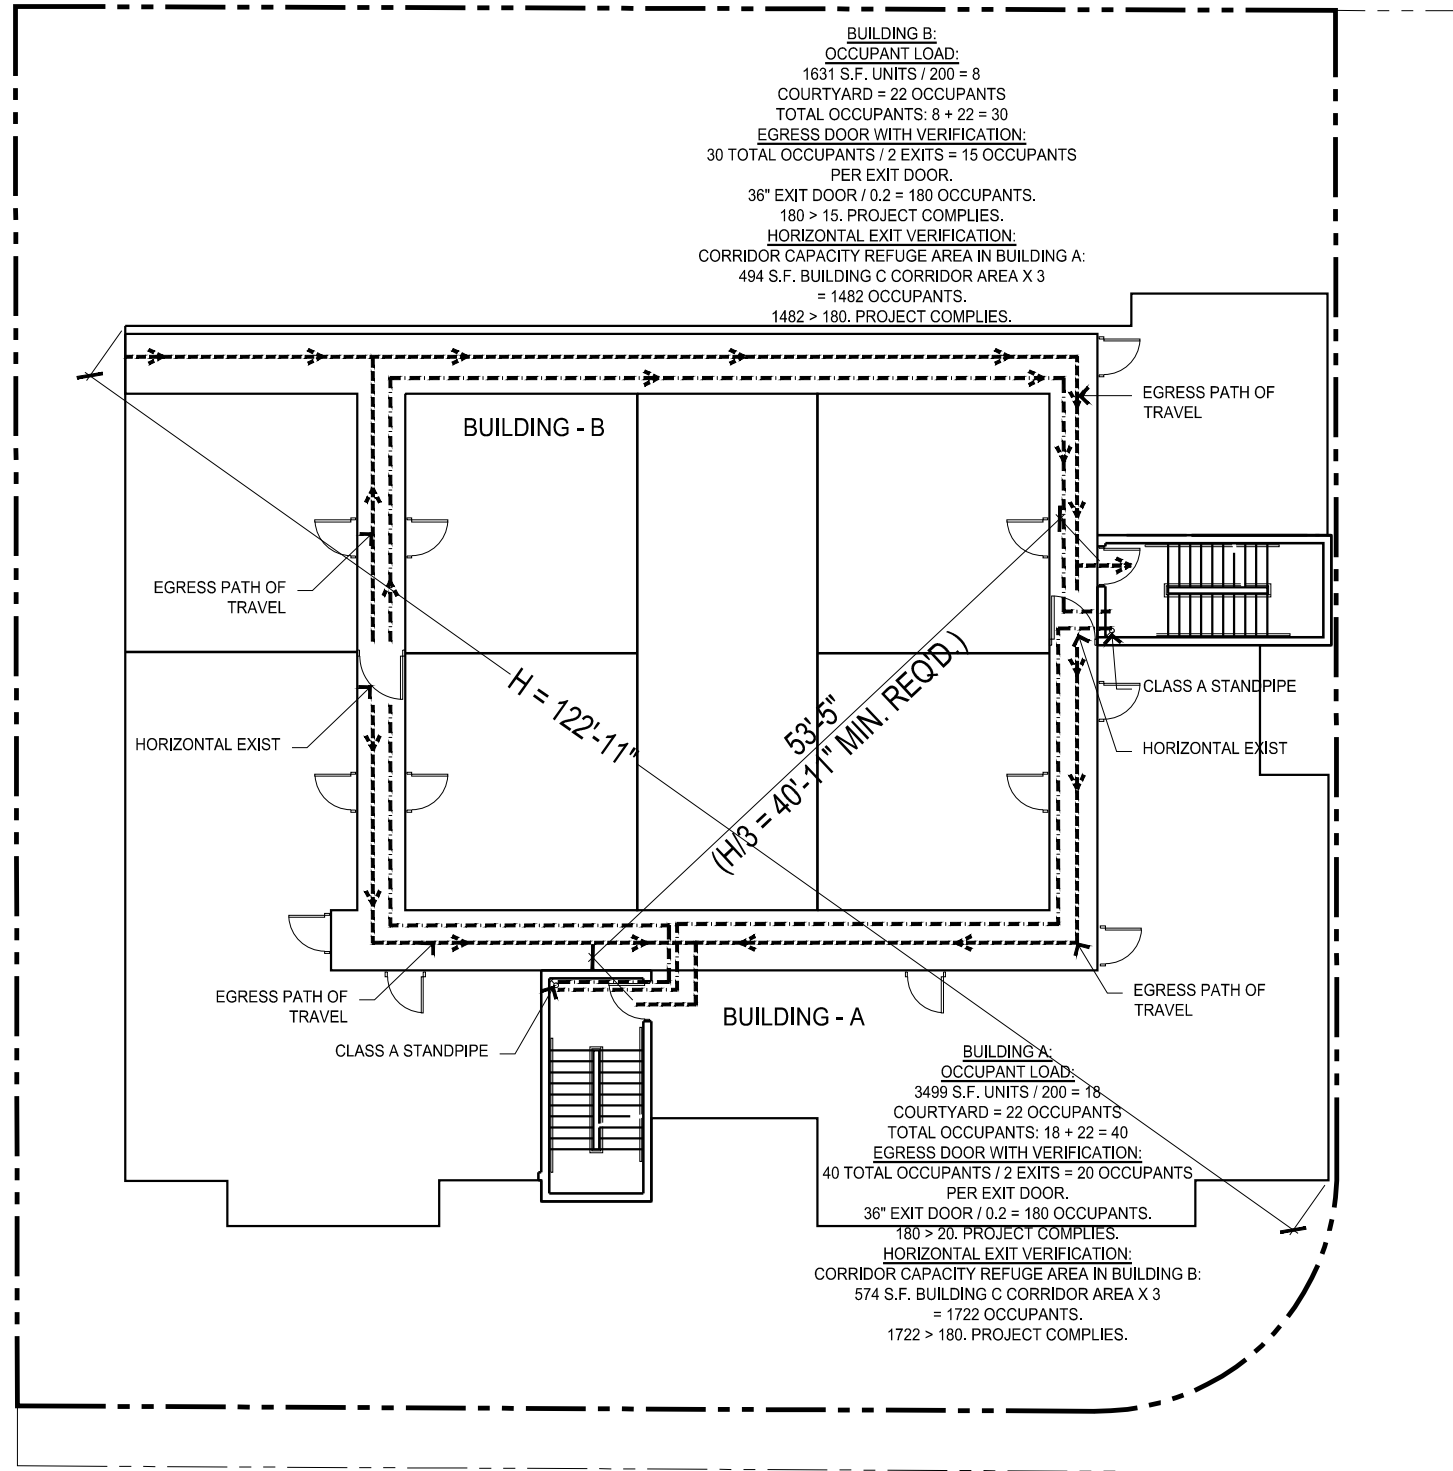 BUILDING B:
OCCUPANT LOAD:
1631 S.F. UNITS / 200 = 8
COURTYARD = 22 OCCUPANTS
TOTAL OCCUPANTS: 8 + 22 = 30
EGRESS DOOR WITH VERIFICATION:
30 TOTAL OCCUPANTS / 2 EXITS = 15 OCCUPANTS
PER EXIT DOOR.
36" EXIT DOOR / 0.2 = 180 OCCUPANTS.
180 > 15. PROJECT COMPLIES.
HORIZONTAL EXIT VERIFICATION:
CORRIDOR CAPACITY REFUGE AREA IN BUILDING A:
494 S.F. BUILDING C CORRIDOR AREA X 3
= 1482 OCCUPANTS.
1482 > 180. PROJECT COMPLIES.
EGRESS PATH OF
TRAVEL
BUILDING - B
EGRESS PATH OF
TRAVEL
H = 122'-11"
53'-5"
(H/3 = 40'-11" MIN. REQ'D.)
CLASS A STANDPIPE
HORIZONTAL EXIST
HORIZONTAL EXIST
EGRESS PATH OF
TRAVEL
EGRESS PATH OF
TRAVEL
BUILDING - A
CLASS A STANDPIPE
BUILDING A:
OCCUPANT LOAD:
3499 S.F. UNITS / 200 = 18
COURTYARD = 22 OCCUPANTS
TOTAL OCCUPANTS: 18 + 22 = 40
EGRESS DOOR WITH VERIFICATION:
40 TOTAL OCCUPANTS / 2 EXITS = 20 OCCUPANTS
PER EXIT DOOR.
36" EXIT DOOR / 0.2 = 180 OCCUPANTS.
180 > 20. PROJECT COMPLIES.
HORIZONTAL EXIT VERIFICATION:
CORRIDOR CAPACITY REFUGE AREA IN BUILDING B:
574 S.F. BUILDING C CORRIDOR AREA X 3
= 1722 OCCUPANTS.
1722 > 180. PROJECT COMPLIES.